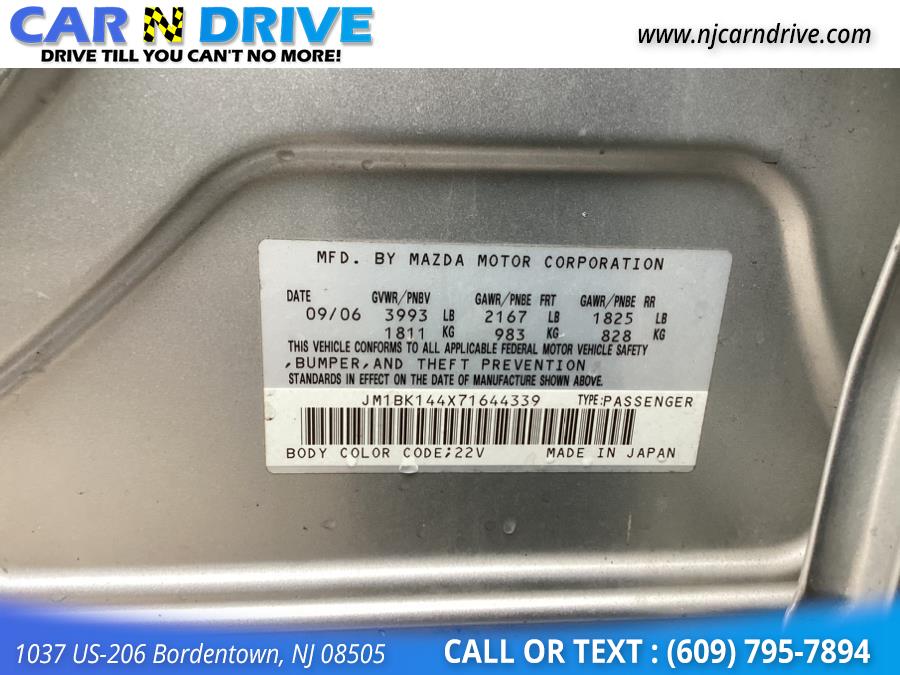 CAR N DRIVE
DRIVE TILL YOU CAN'T NO MORE!
www.njcarndrive.com
MFD. BY MAZDA MOTOR CORPORATION
DATE GVWR/PNBV GAWR/PNBE FRT GAWR/PNBE RR
09/06 3993 LB 2167 LB 1825 LB
1811 KG 983 KG 828 KG
THIS VEHICLE CONFORMS TO ALL APPLICABLE FEDERAL MOTOR VEHICLE SAFETY
,BUMPER,AND THEFT PREVENTION
STANDARDS IN EFFECT ON THE DATE OF MANUFACTURE SHOWN ABOVE.
JM1BK144X71644339 TYPE:PASSENGER
BODY COLOR CODE;22V MADE IN JAPAN
1037 US-206 Bordentown, NJ 08505
CALL OR TEXT : (609) 795-7894